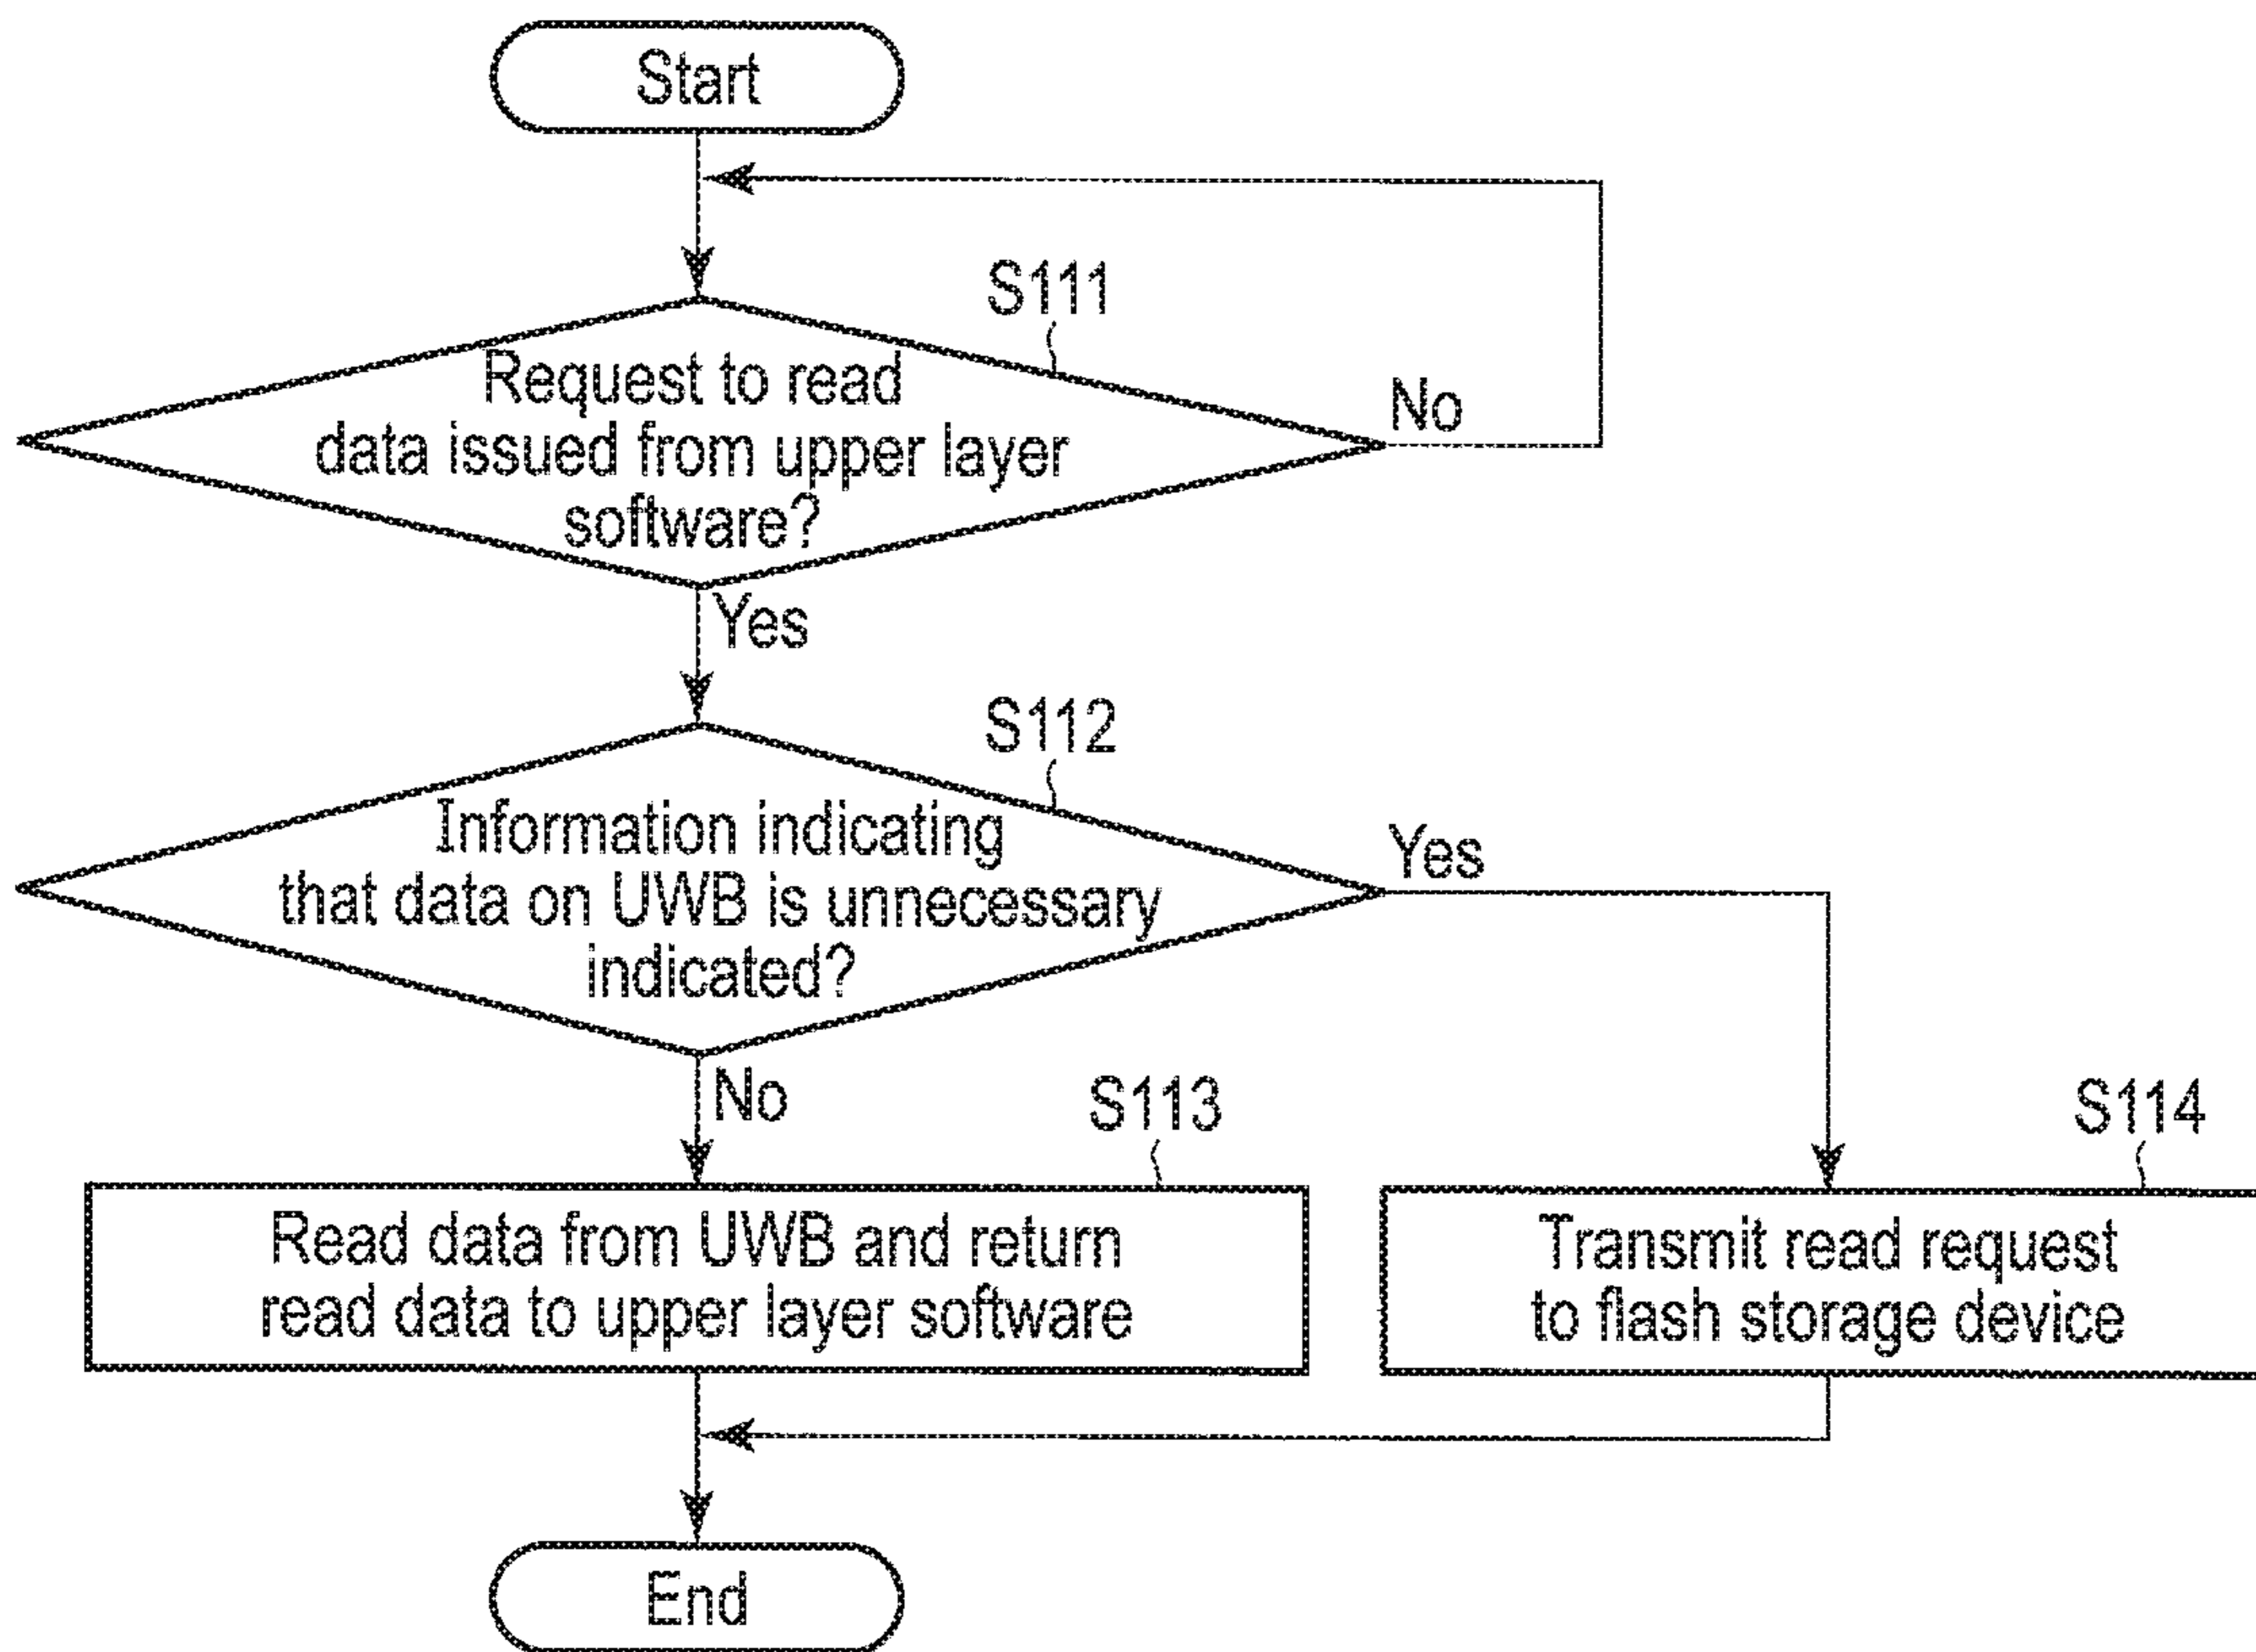 Start
S111
Request to read
data issued from upper layer
software?
No
Yes
S112
Information indicating
that data on UWB is unnecessary
indicated?
Yes
No
S113
Read data from UWB and return
read data to upper layer software
S114
Transmit read request
to flash storage device
End